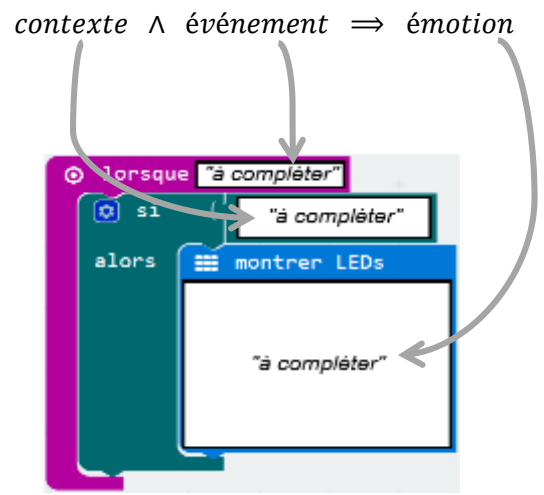 contexte ∧ événement ⟹ émotion
lorsque "à compléter"
si "à compléter"
alors montrer LEDs
"à compléter"